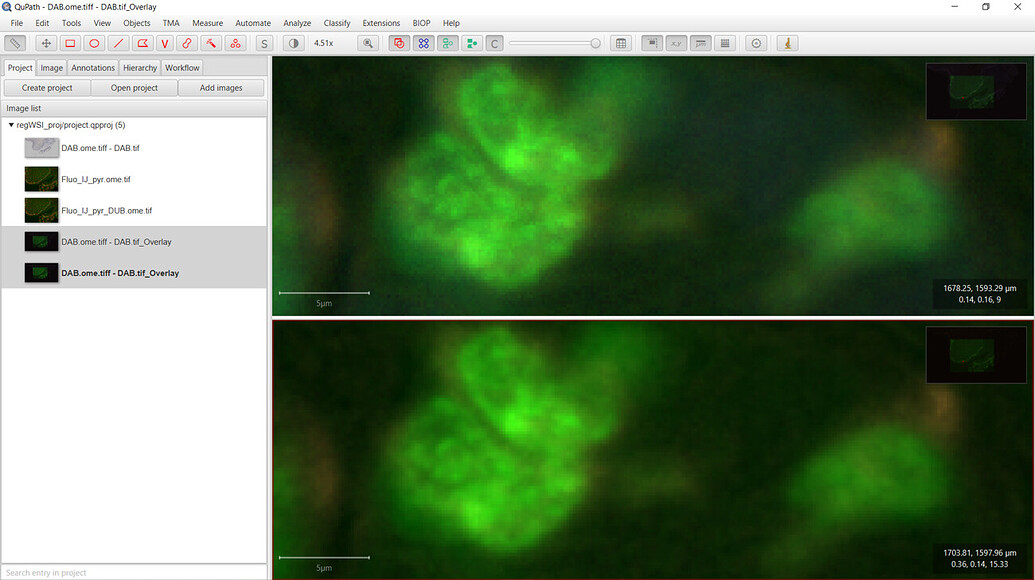 QuPath - DAB.ome.tiff - DAB.tif_Overlay
File Edit Tools View Objects TMA Measure Automate Analyze Classify Extensions BIOP Help
V S 4.51x C x,y
Project Image Annotations Hierarchy Workflow
Create project Open project Add images
Image list
regWSI_proj/project.qpproj (5)
DAB.ome.tiff - DAB.tif
Fluo_IJ_pyr.ome.tif
Fluo_IJ_pyr_DUB.ome.tif
DAB.ome.tiff - DAB.tif_Overlay
DAB.ome.tiff - DAB.tif_Overlay
Search entry in project
5µm
1678.25, 1593.29 µm
0.14, 0.16, 9
5µm
1703.81, 1597.96 µm
0.36, 0.14, 15.33